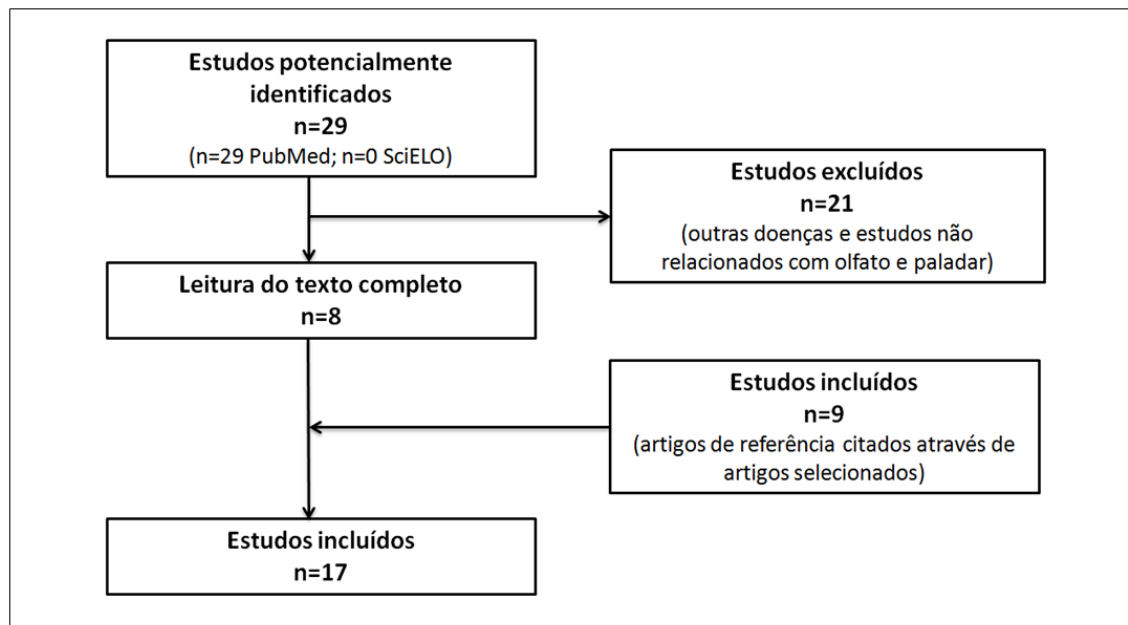 Estudos potencialmente
identificados
n=29
(n=29 PubMed; n=0 SciELO)
Estudos excluídos
n=21
(outras doenças e estudos não
relacionados com olfato e paladar)
Leitura do texto completo
n=8
Estudos incluídos
n=9
(artigos de referência citados através de
artigos selecionados)
Estudos incluídos
n=17